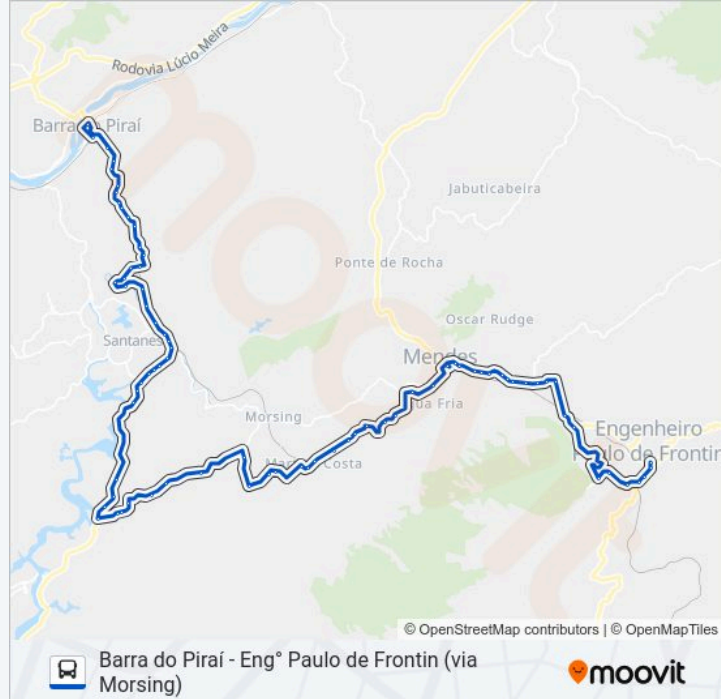 Rodovia Lúcio Meira
Barra do Piraí
Jabuticabeira
Ponte de Rocha
Oscar Rudge
Santanes
Mendes
Morsing
Engenheiro
Paulo de Frontin
© OpenStreetMap contributors | © OpenMapTiles
Barra do Piraí - Eng° Paulo de Frontin (via
Morsing)
moovit